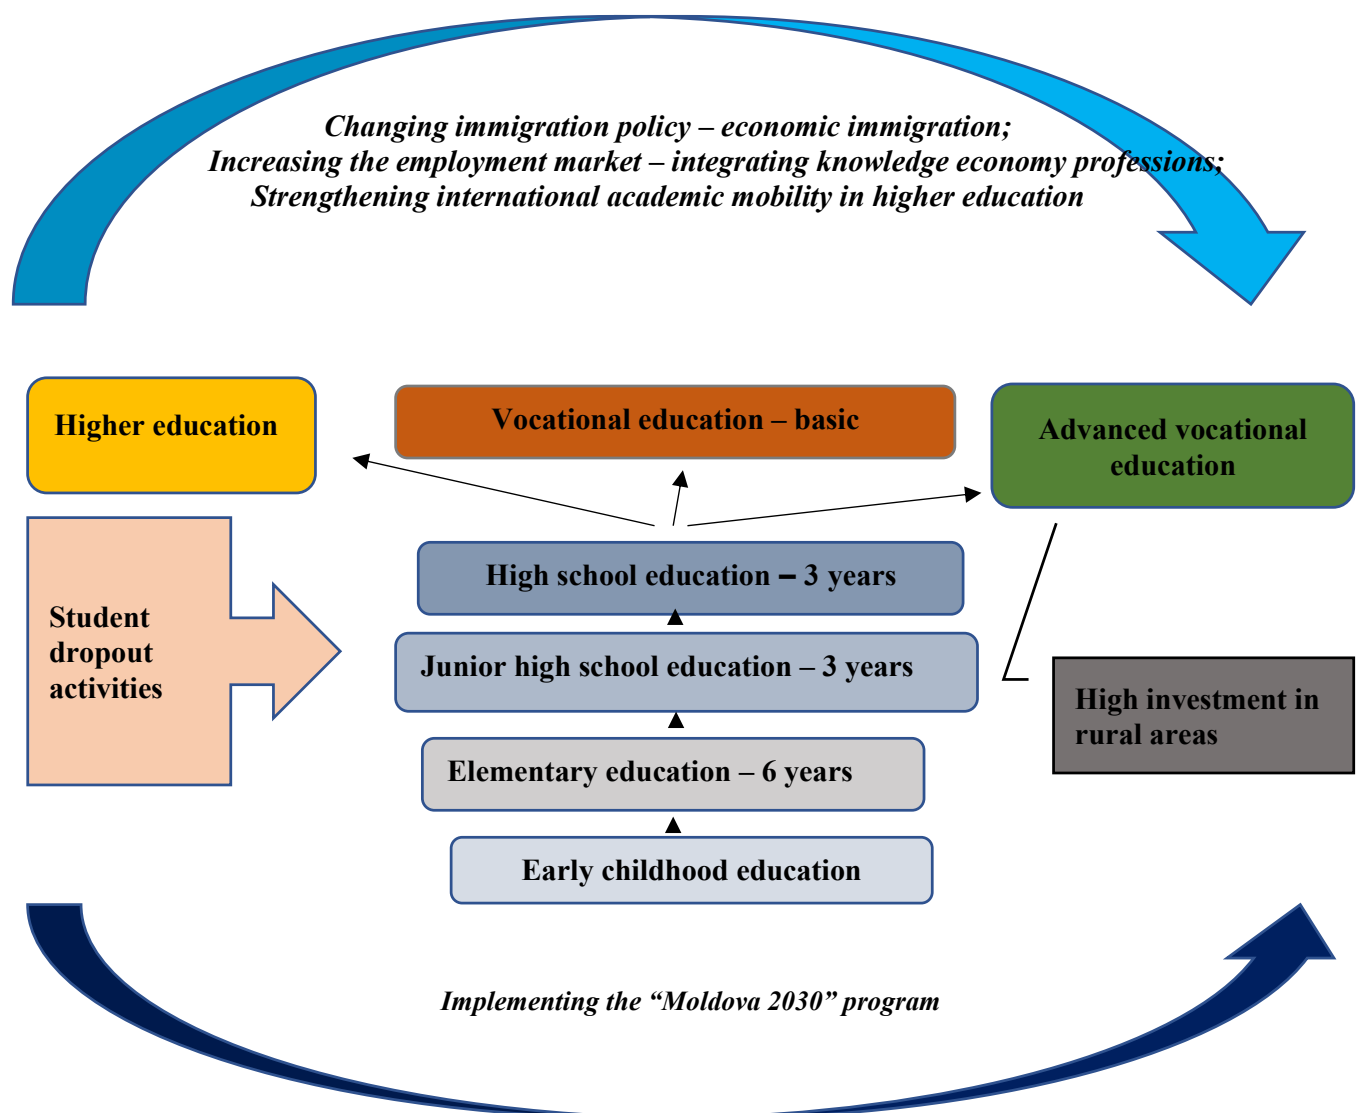 Changing immigration policy – economic immigration;
Increasing the employment market – integrating knowledge economy professions;
Strengthening international academic mobility in higher education
Higher education
Vocational education – basic
Advanced vocational
education
High school education – 3 years
Student
dropout
activities
Junior high school education – 3 years
High investment in
rural areas
Elementary education – 6 years
Early childhood education
Implementing the “Moldova 2030” program